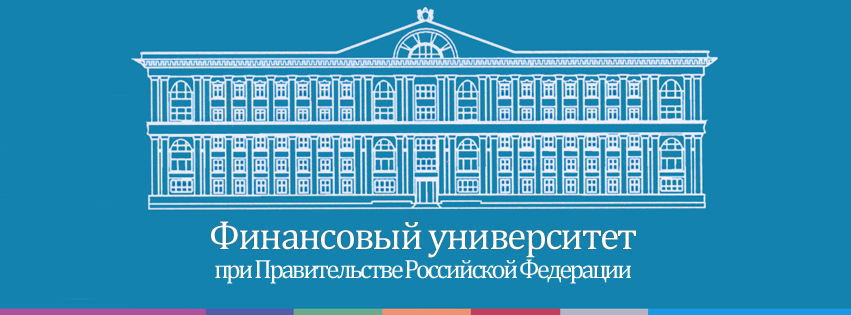 Финансовый университет
при Правительстве Российской Федерации